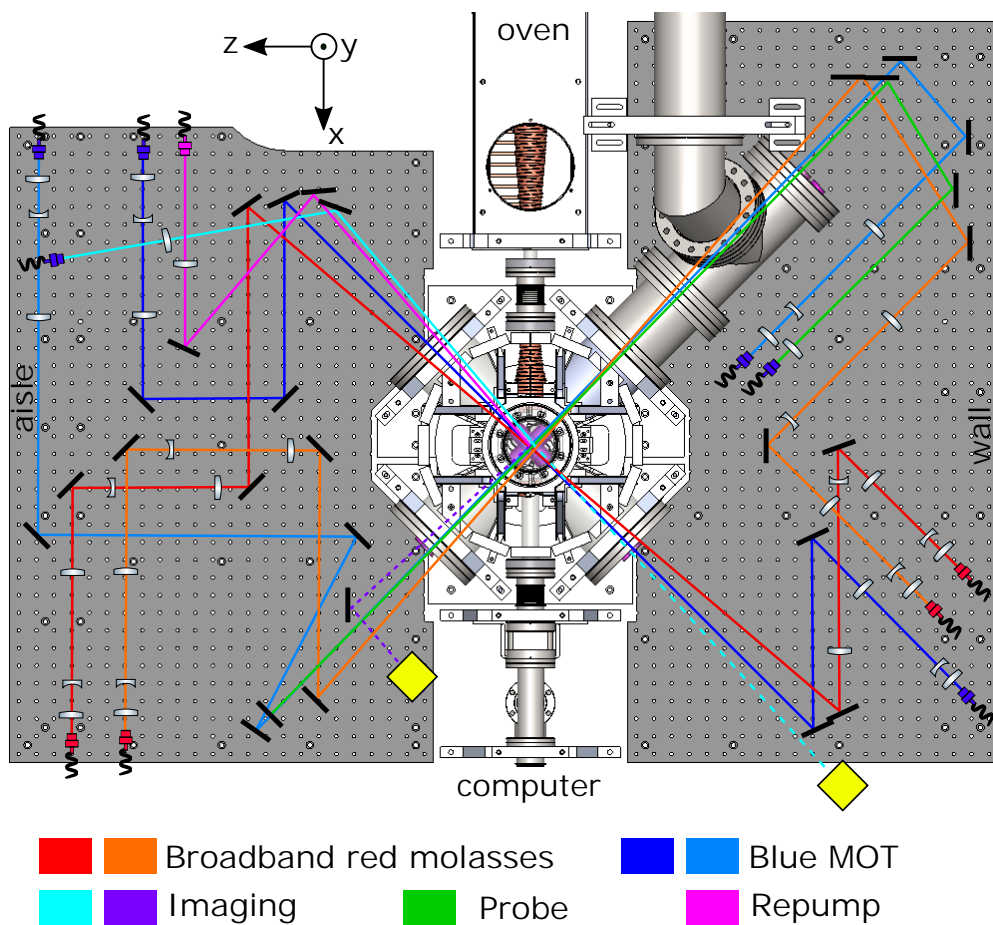 oven
z
y
x
aisle
wall
computer
Broadband red molasses
Blue MOT
Imaging
Probe
Repump